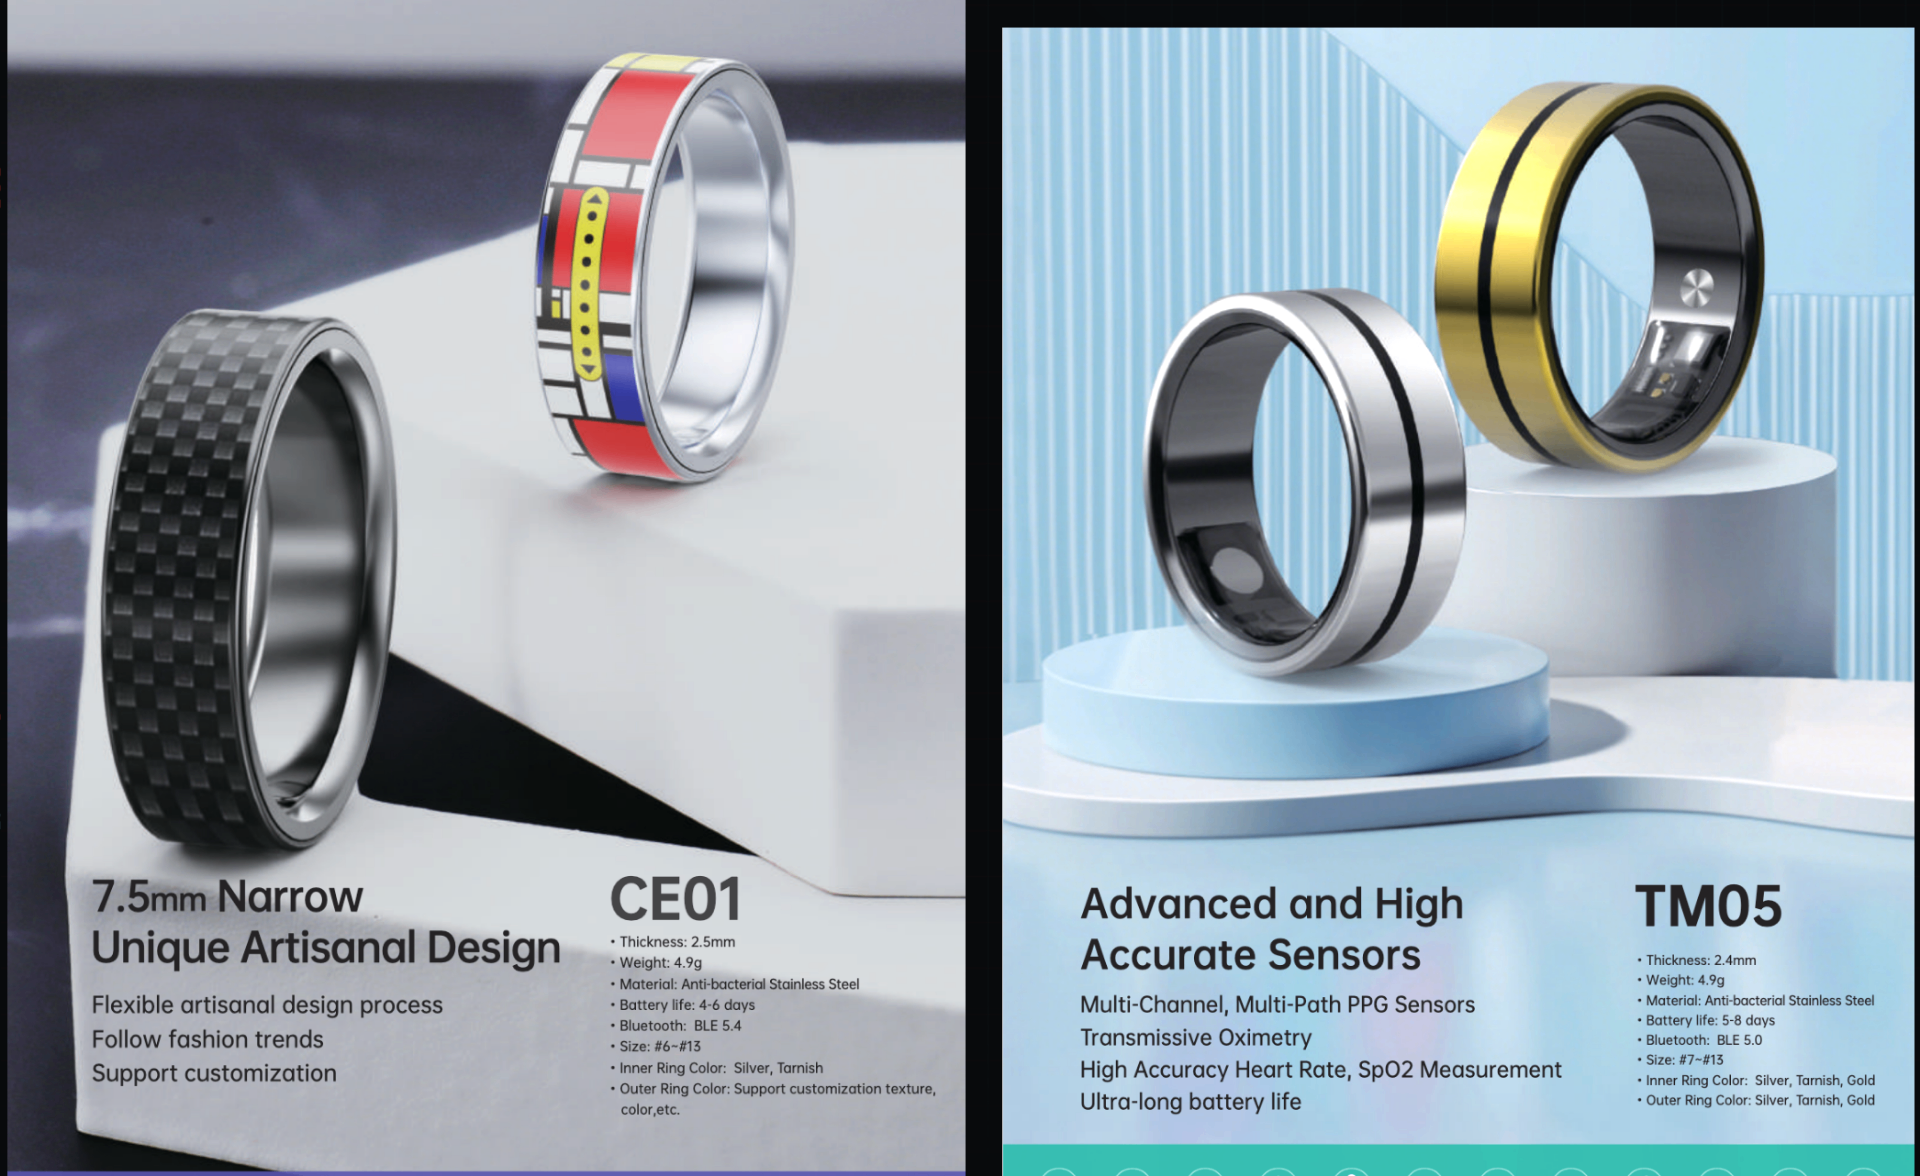 7.5mm Narrow
Unique Artisanal Design
Flexible artisanal design process
Follow fashion trends
Support customization
CE01
• Thickness: 2.5mm
• Weight: 4.9g
• Material: Anti-bacterial Stainless Steel
• Battery life: 4-6 days
• Bluetooth: BLE 5.4
• Size: #6~#13
• Inner Ring Color: Silver, Tarnish
• Outer Ring Color: Support customization texture,
color,etc.
Advanced and High
Accurate Sensors
Multi-Channel, Multi-Path PPG Sensors
Transmissive Oximetry
High Accuracy Heart Rate, SpO2 Measurement
Ultra-long battery life
TM05
• Thickness: 2.4mm
• Weight: 4.9g
• Material: Anti-bacterial Stainless Steel
• Battery life: 5-8 days
• Bluetooth: BLE 5.0
• Size: #7~#13
• Inner Ring Color: Silver, Tarnish, Gold
• Outer Ring Color: Silver, Tarnish, Gold